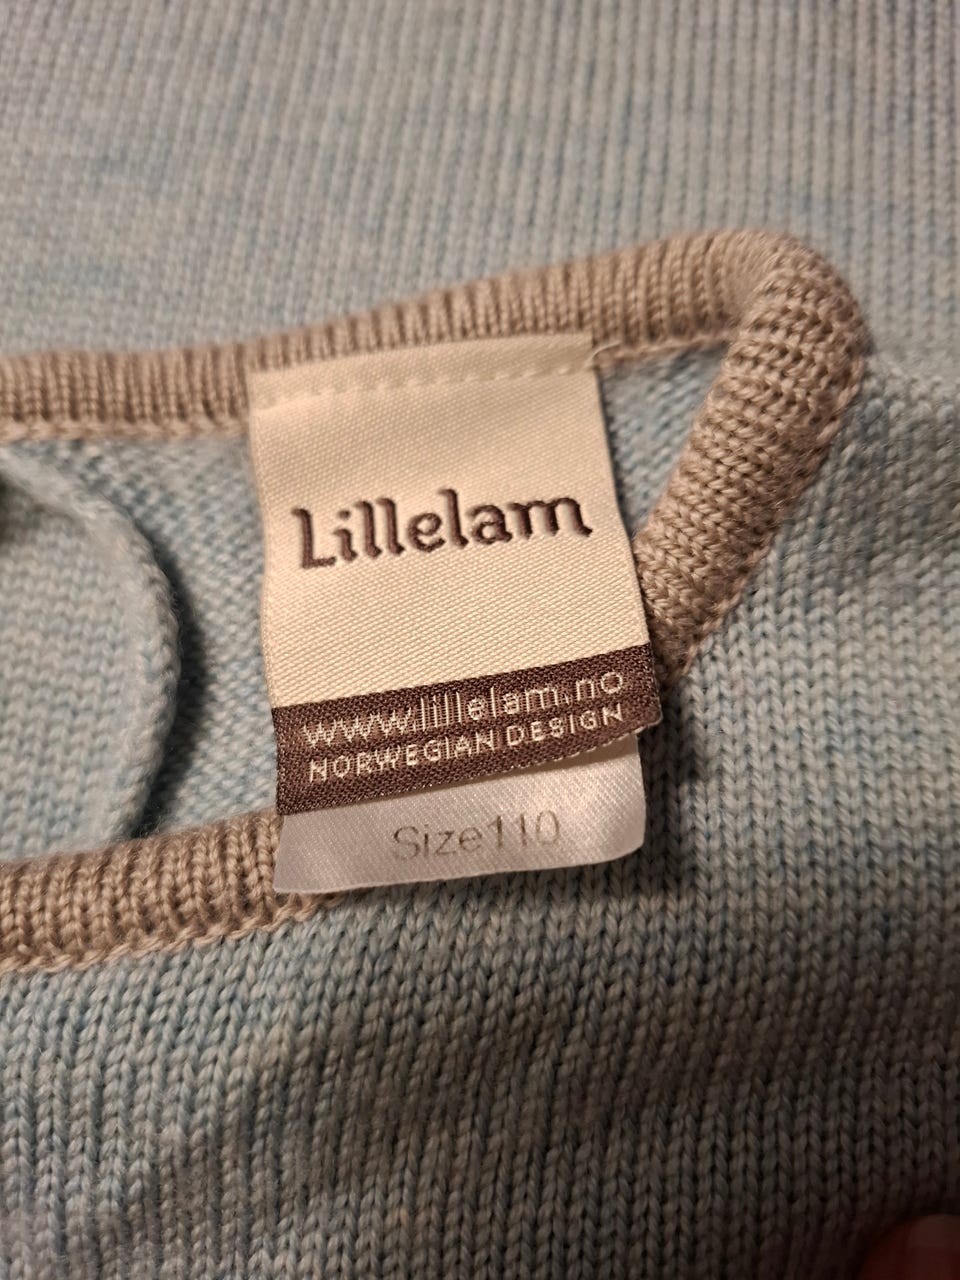 Lillelam
www.lillelam.no
NORWEGIAN DESIGN
Size110